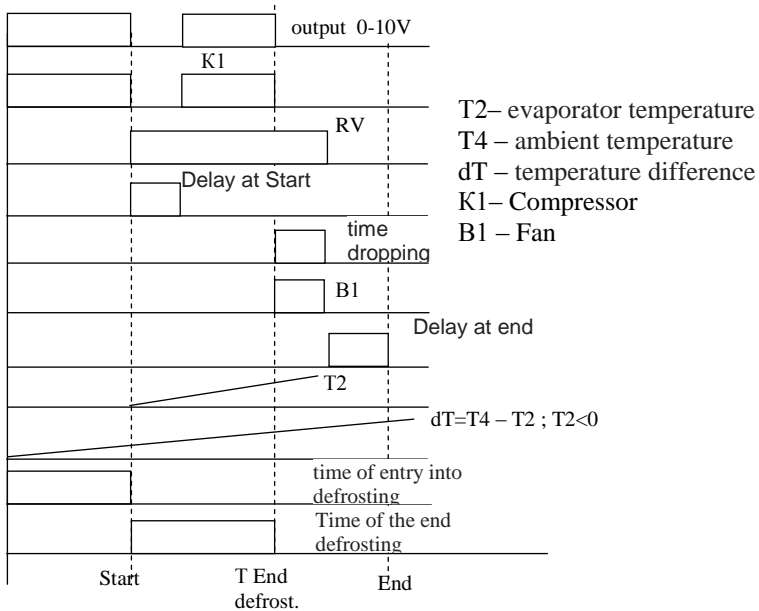 output 0-10V
К1
RV
Delay at Start
time
dropping
B1
Delay at end
T2
dT=T4 – T2 ; T2<0
time of entry into
defrosting
Time of the end
defrosting
Start
T End
defrost.
End
T2– evaporator temperature
T4 – ambient temperature
dT – temperature difference
К1– Compressor
B1 – Fan